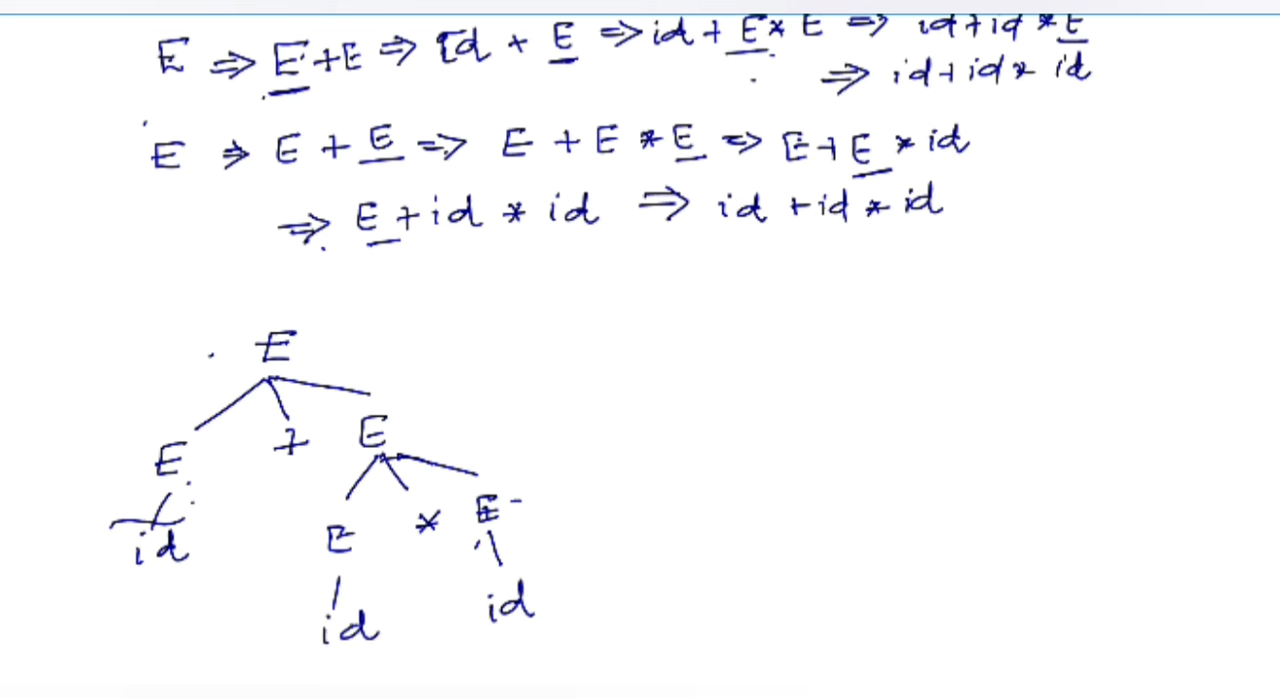 E ⇒ E + E ⇒ id + E ⇒ id + E * E ⇒ id + id * E
⇒ id + id * id
E ⇒ E + E ⇒ E + E * E ⇒ E + E * id
⇒ E + id * id ⇒ id + id * id
E
E + E
id E * E
id id